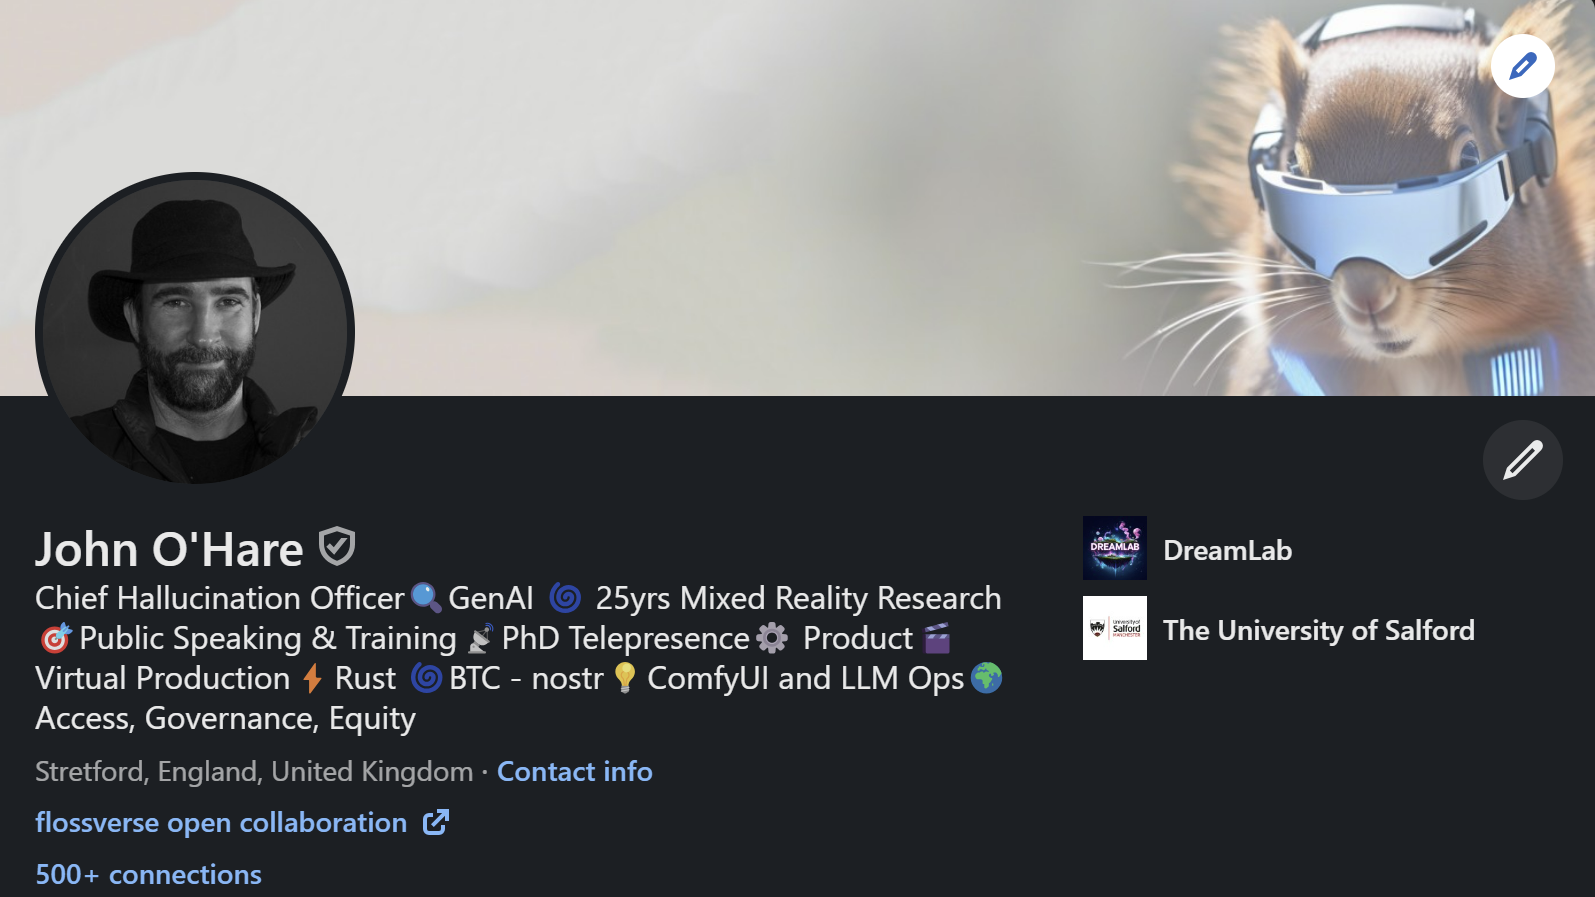 John O'Hare
Chief Hallucination Officer🔍GenAI 🌀 25yrs Mixed Reality Research
🎯Public Speaking & Training📡PhD Telepresence⚙️ Product🎬
Virtual Production⚡Rust 🌀BTC - nostr💡ComfyUI and LLM Ops🌍
Access, Governance, Equity
Stretford, England, United Kingdom · Contact info
flossverse open collaboration
500+ connections
DREAMLAB
DreamLab
University of
Salford
MANCHESTER
The University of Salford